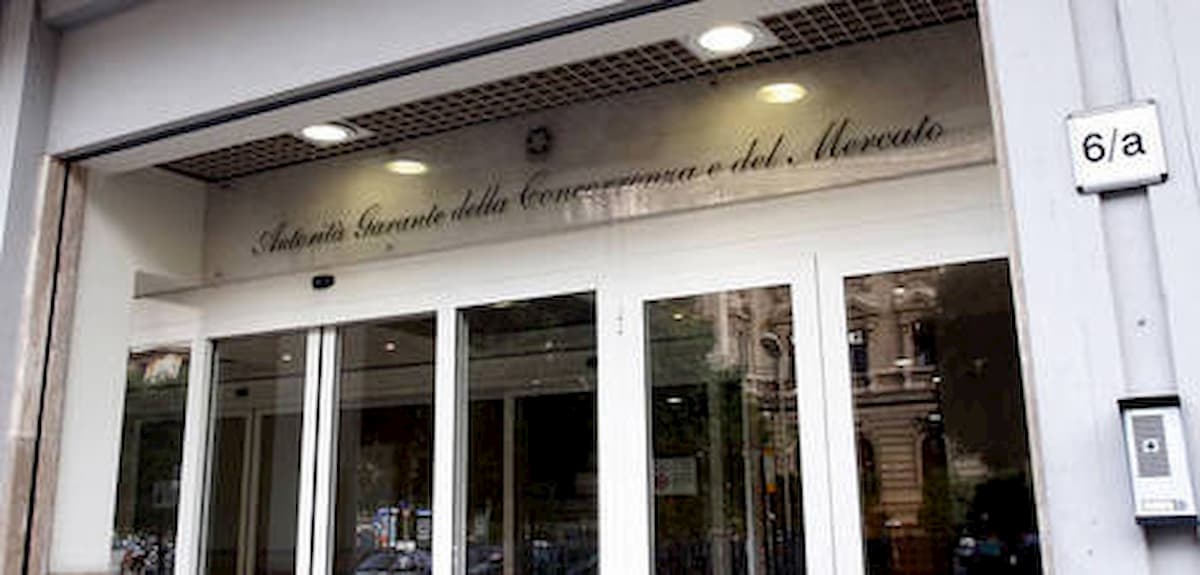 Autorità Garante della Concorrenza e del Mercato
6/a